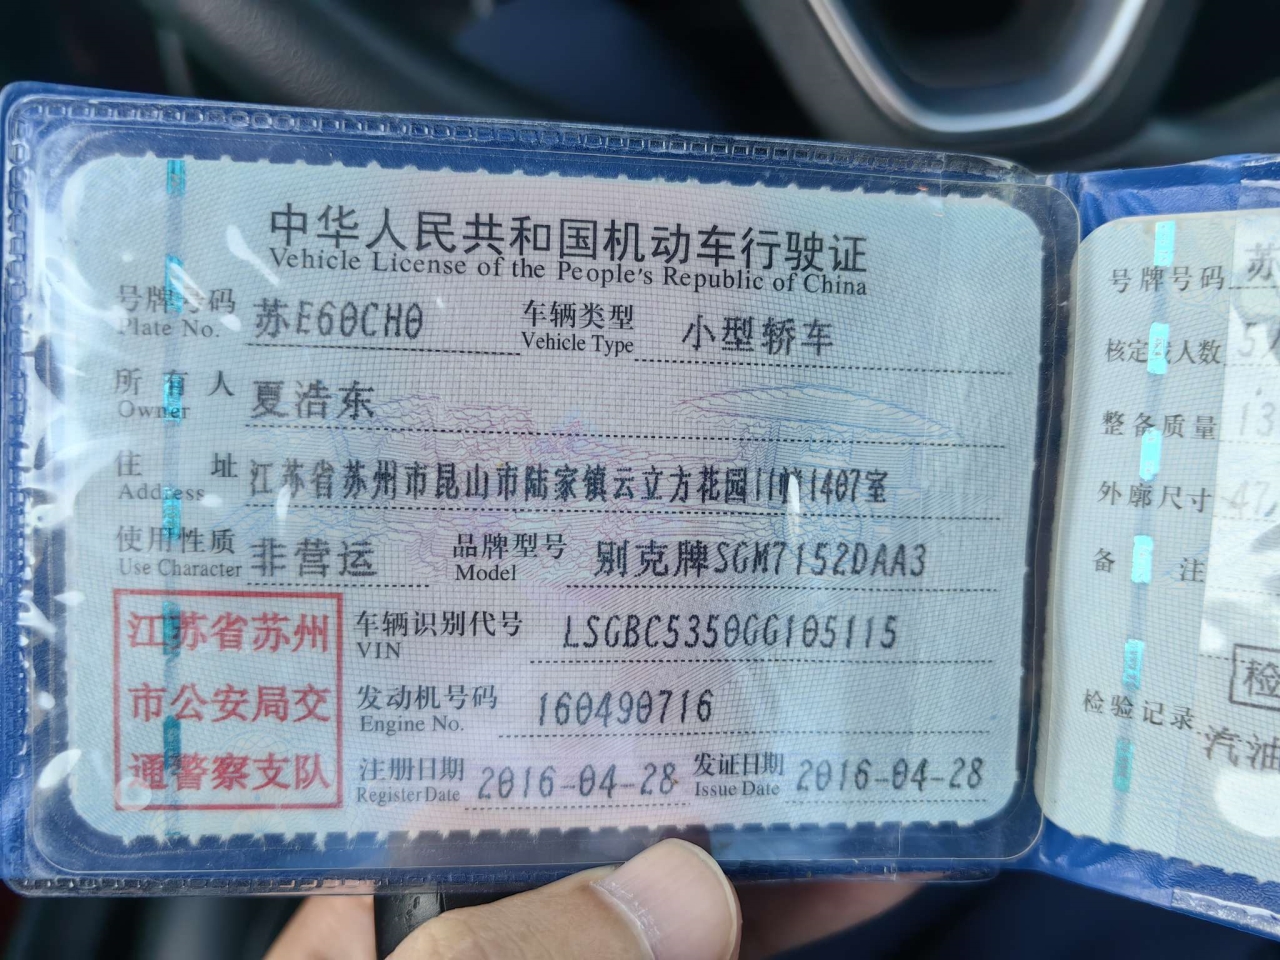 中华人民共和国机动车行驶证
Vehicle License of the People's Republic of China
号牌号码 苏E60CH0 车辆类型 小型轿车
Plate No. Vehicle Type
所有人 夏浩东
Owner
住址 江苏省苏州市昆山市陆家镇云立方花园11幢1407室
Address
使用性质 非营运 品牌型号 别克牌SGM7152DAA3
Use Character Model
江苏省苏州
市公安局交
通警察支队
车辆识别代号 LSGBC5350GG105115
VIN
发动机号码 160490716
Engine No.
注册日期 2016-04-28 发证日期 2016-04-28
Register Date Issue Date
号牌号码 苏
核定载人数
整备质量 13
外廓尺寸 47
备注
检
检验记录
汽油